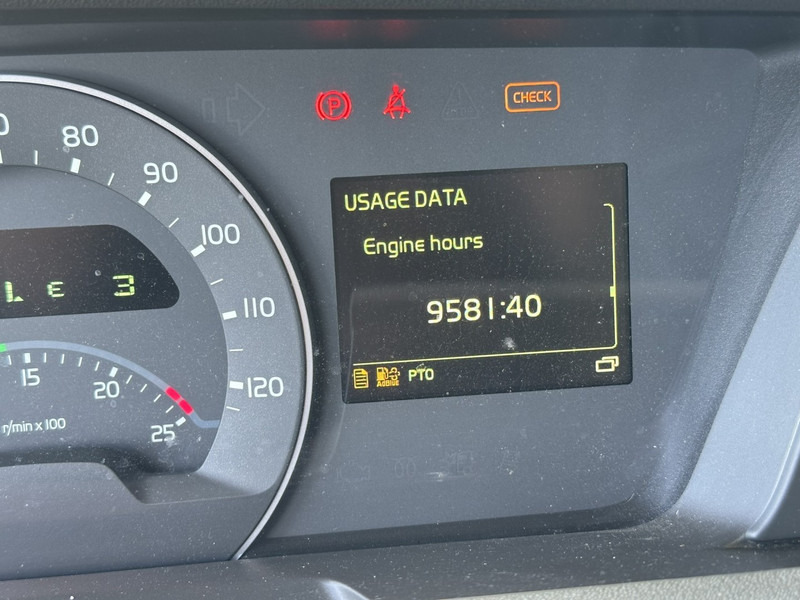 P
CHECK
80
90
100
110
120
USAGE DATA
Engine hours
9581:40
AdBlue
PTO
L E 3
15
20
25
r/min x 100